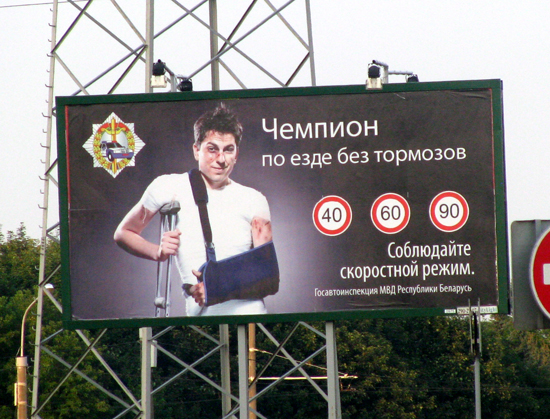 Чемпион
по езде без тормозов
40 60 90
Соблюдайте
скоростной режим.
Госавтоинспекция МВД Республики Беларусь